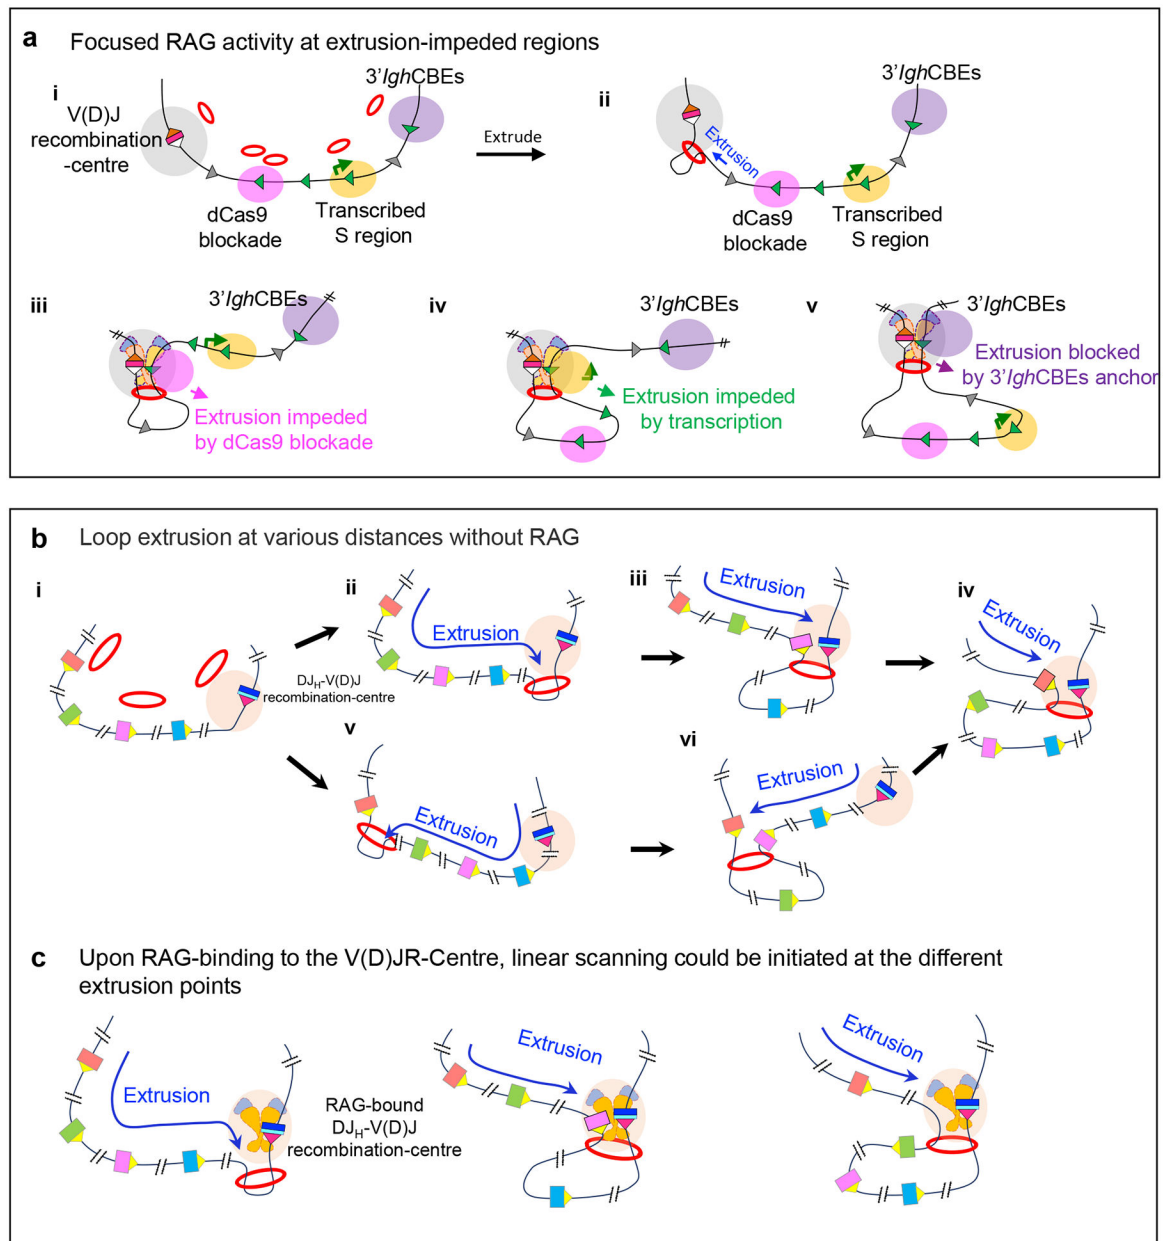 a Focused RAG activity at extrusion-impeded regions
i
V(D)J
recombination
-centre
3'IghCBEs
dCas9
blockade
Transcribed
S region
Extrude
ii
3'IghCBEs
Extrusion
dCas9
blockade
Transcribed
S region
iii
3'IghCBEs
Extrusion impeded
by dCas9 blockade
iv
3'IghCBEs
Extrusion impeded
by transcription
v
3'IghCBEs
Extrusion blocked
by 3'IghCBEs anchor
b Loop extrusion at various distances without RAG
i
DJH-V(D)J
recombination-centre
ii
Extrusion
iii
Extrusion
iv
Extrusion
v
Extrusion
vi
Extrusion
c Upon RAG-binding to the V(D)JR-Centre, linear scanning could be initiated at the different
extrusion points
Extrusion
RAG-bound
DJH-V(D)J
recombination-centre
Extrusion
Extrusion